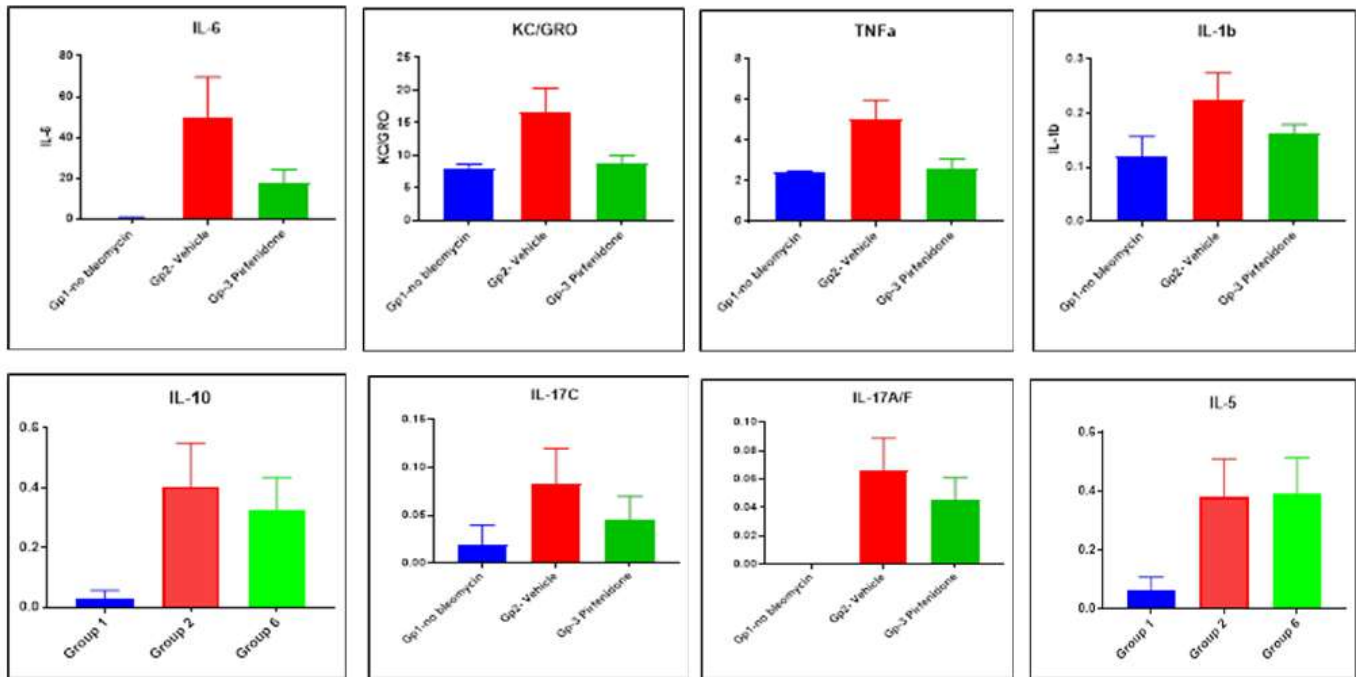 IL-6
80
60
40
20
0
IL-6
Gp1-no bleomycin
Gp2- Vehicle
Gp-3 Pirfenidone
KC/GRO
25
20
15
10
5
0
KC/GRO
Gp1-no bleomycin
Gp2- Vehicle
Gp-3 Pirfenidone
TNFa
8
6
4
2
0
Gp1-no bleomycin
Gp2- Vehicle
Gp-3 Pirfenidone
IL-1b
0.3
0.2
0.1
0.0
IL-1b
Gp1-no bleomycin
Gp2- Vehicle
Gp-3 Pirfenidone
IL-10
0.6
0.4
0.2
0.0
Group 1
Group 2
Group 6
IL-17C
0.15
0.10
0.05
0.00
Gp1-no bleomycin
Gp2- Vehicle
Gp-3 Pirfenidone
IL-17A/F
0.10
0.08
0.06
0.04
0.02
0.00
Gp1-no bleomycin
Gp2- Vehicle
Gp-3 Pirfenidone
IL-5
0.6
0.4
0.2
0.0
Group 1
Group 2
Group 6